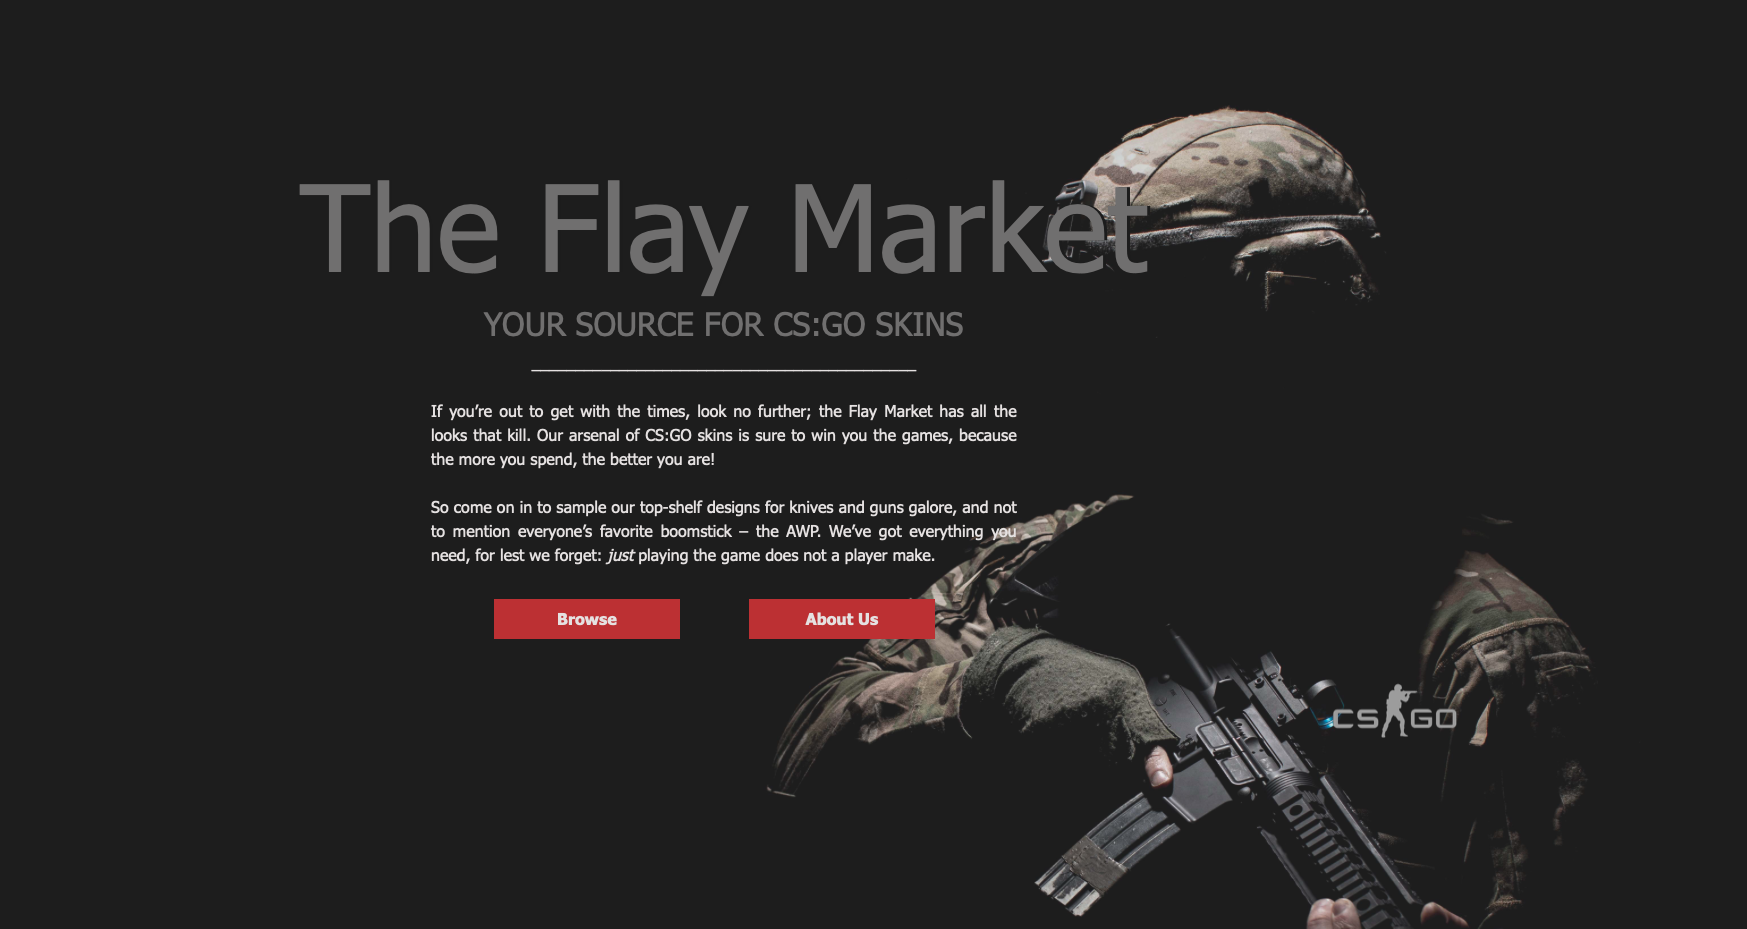 The Flay Market
YOUR SOURCE FOR CS:GO SKINS
If you’re out to get with the times, look no further; the Flay Market has all the
looks that kill. Our arsenal of CS:GO skins is sure to win you the games, because
the more you spend, the better you are!
So come on in to sample our top-shelf designs for knives and guns galore, and not
to mention everyone’s favorite boomstick – the AWP. We’ve got everything you
need, for lest we forget: just playing the game does not a player make.
Browse
About Us
CS GO